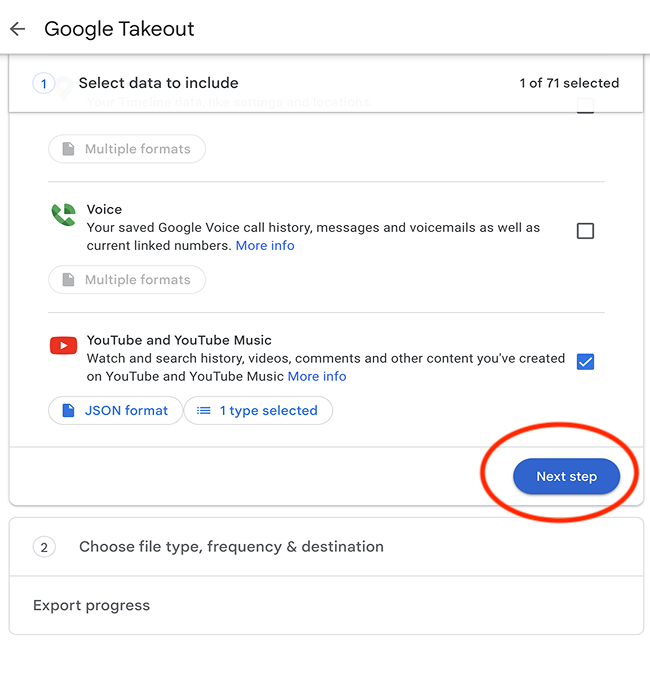 Google Takeout
1
Select data to include
1 of 71 selected
Your Timeline data, like settings and locations.
Multiple formats
Voice
Your saved Google Voice call history, messages and voicemails as well as
current linked numbers. More info
Multiple formats
YouTube and YouTube Music
Watch and search history, videos, comments and other content you've created
on YouTube and YouTube Music More info
JSON format
1 type selected
Next step
2
Choose file type, frequency & destination
Export progress